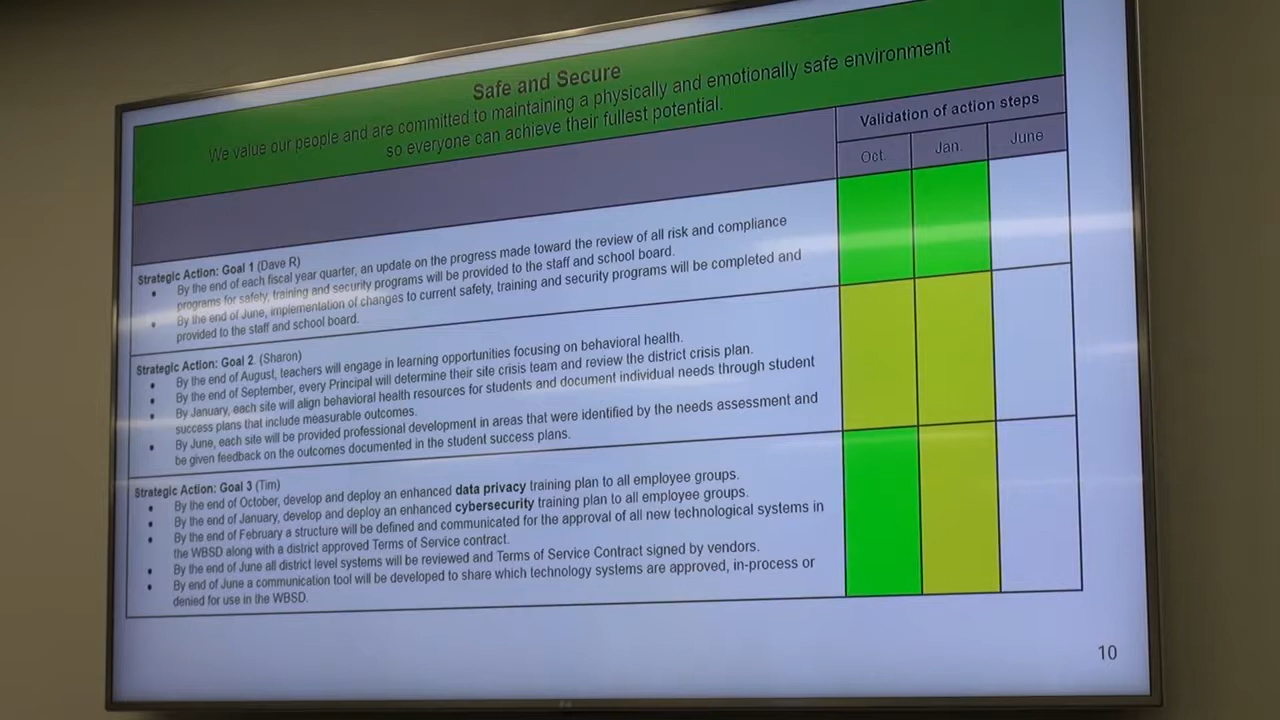 Safe and Secure
We value our people and are committed to maintaining a physically and emotionally safe environment
so everyone can achieve their fullest potential.
Validation of action steps
Oct. Jan. June
Strategic Action: Goal 1 (Dave R)
• By the end of each fiscal year quarter, an update on the progress made toward the review of all risk and compliance
programs for safety, training and security programs will be provided to the staff and school board.
• By the end of June, implementation of changes to current safety, training and security programs will be completed and
provided to the staff and school board.
Strategic Action: Goal 2. (Sharon)
• By the end of August, teachers will engage in learning opportunities focusing on behavioral health.
• By the end of September, every Principal will determine their site crisis team and review the district crisis plan.
• By January, each site will align behavioral health resources for students and document individual needs through student
success plans that include measurable outcomes.
• By June, each site will be provided professional development in areas that were identified by the needs assessment and
be given feedback on the outcomes documented in the student success plans.
Strategic Action: Goal 3 (Tim)
• By the end of October, develop and deploy an enhanced data privacy training plan to all employee groups.
• By the end of January, develop and deploy an enhanced cybersecurity training plan to all employee groups.
• By the end of February a structure will be defined and communicated for the approval of all new technological systems in
the WBSD along with a district approved Terms of Service contract.
• By the end of June all district level systems will be reviewed and Terms of Service Contract signed by vendors.
• By end of June a communication tool will be developed to share which technology systems are approved, in-process or
denied for use in the WBSD.
10